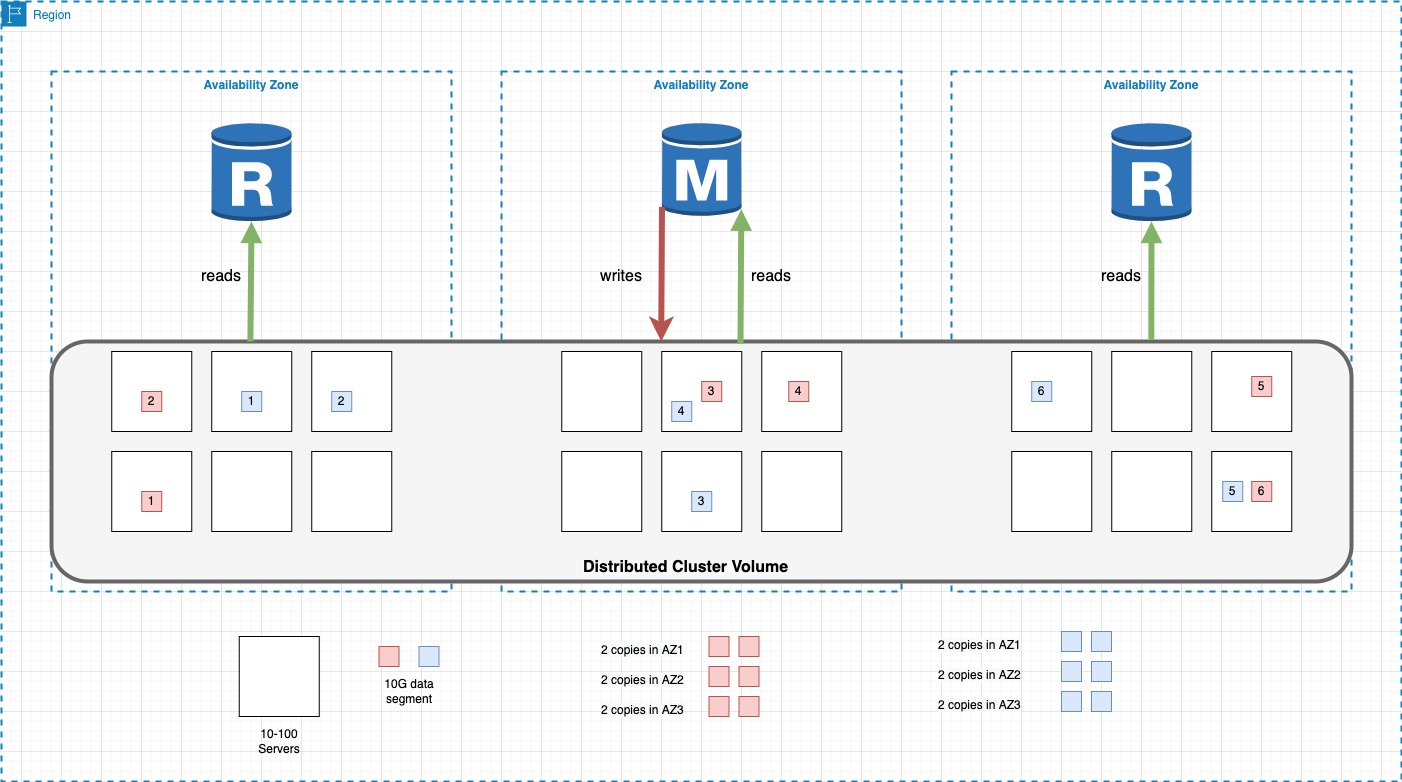 Region
Availability Zone
Availability Zone
Availability Zone
R
M
R
reads
writes
reads
reads
2
1
2
3
4
4
6
5
1
3
5
6
Distributed Cluster Volume
10-100
Servers
10G data
segment
2 copies in AZ1
2 copies in AZ2
2 copies in AZ3
2 copies in AZ1
2 copies in AZ2
2 copies in AZ3